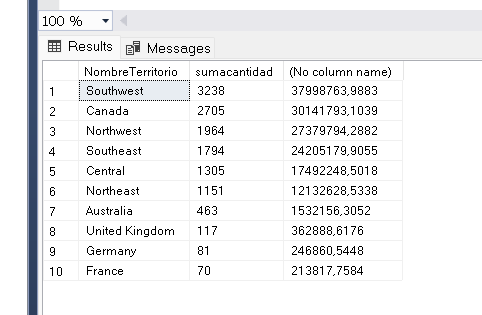 100 %
Results Messages
NombreTerritorio sumacantidad (No column name)
1 Southwest 3238 37998763,9883
2 Canada 2705 30141793,1039
3 Northwest 1964 27379794,2882
4 Southeast 1794 24205179,9055
5 Central 1305 17492248,5018
6 Northeast 1151 12132628,5338
7 Australia 463 1532156,3052
8 United Kingdom 117 362888,6176
9 Germany 81 246860,5448
10 France 70 213817,7584